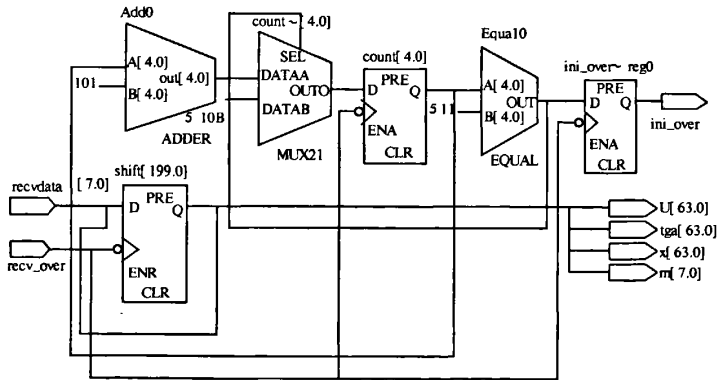 Add0
A[ 4.0]
out[ 4.0]
101
B[ 4.0]
ADDER
count ~ [ 4.0]
SEL
DATAA
OUTO
5 10B
DATAB
MUX21
count[ 4.0]
PRE
D
Q
ENA
CLR
Equa10
A[ 4.0]
OUT
5 11
B[ 4.0]
EQUAL
ini_over~ reg0
PRE
D
Q
ENA
CLR
ini_over
recvdata
[ 7.0]
shift[ 199.0]
PRE
D
Q
ENR
CLR
recv_over
U[ 63.0]
tga[ 63.0]
x[ 63.0]
m[ 7.0]